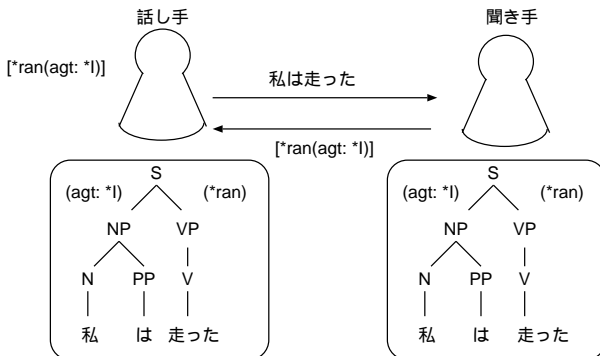 話し手 聞き手
[*ran(agt: *I)]
私は走った
[*ran(agt: *I)]
S S
(agt: *I) (*ran) (agt: *I) (*ran)
NP VP NP VP
N PP V N PP V
私 は 走った 私 は 走った